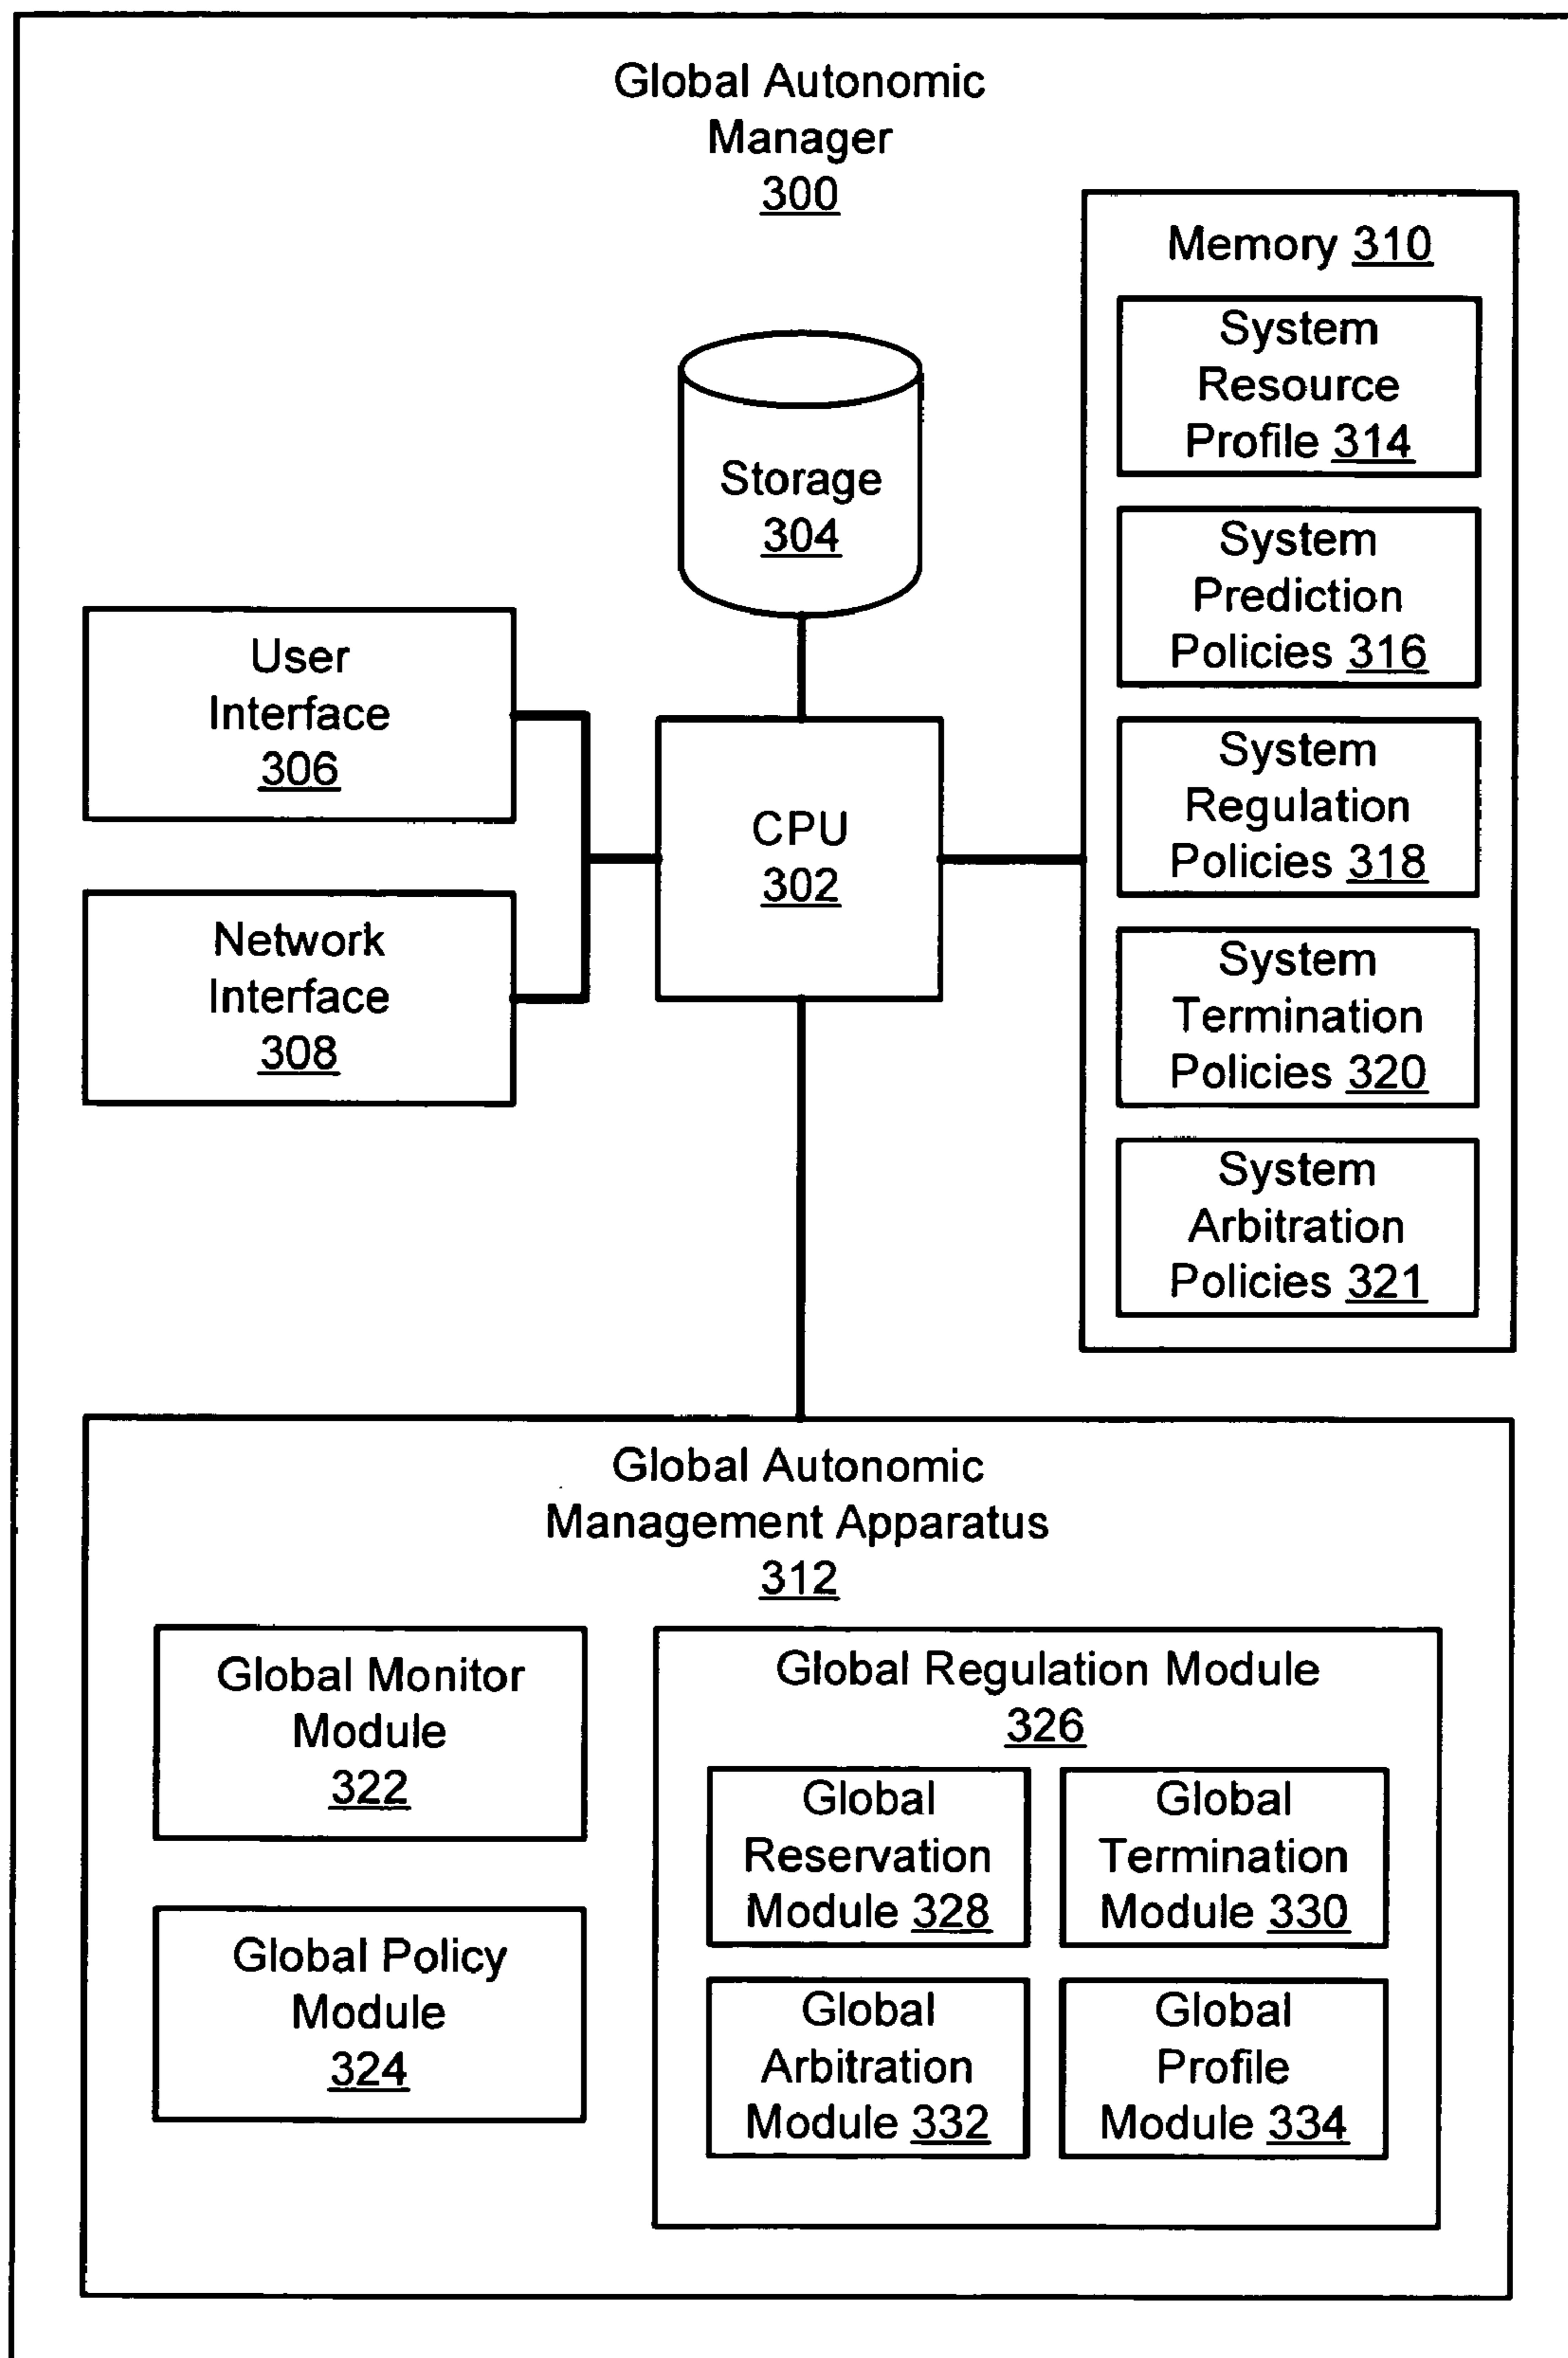 Global Autonomic
Manager
300
Memory 310
System
Resource
Profile 314
System
Prediction
Policies 316
System
Regulation
Policies 318
System
Termination
Policies 320
System
Arbitration
Policies 321
Storage
304
User
Interface
306
CPU
302
Network
Interface
308
Global Autonomic
Management Apparatus
312
Global Monitor
Module
322
Global Policy
Module
324
Global Regulation Module
326
Global
Reservation
Module 328
Global
Termination
Module 330
Global
Arbitration
Module 332
Global
Profile
Module 334